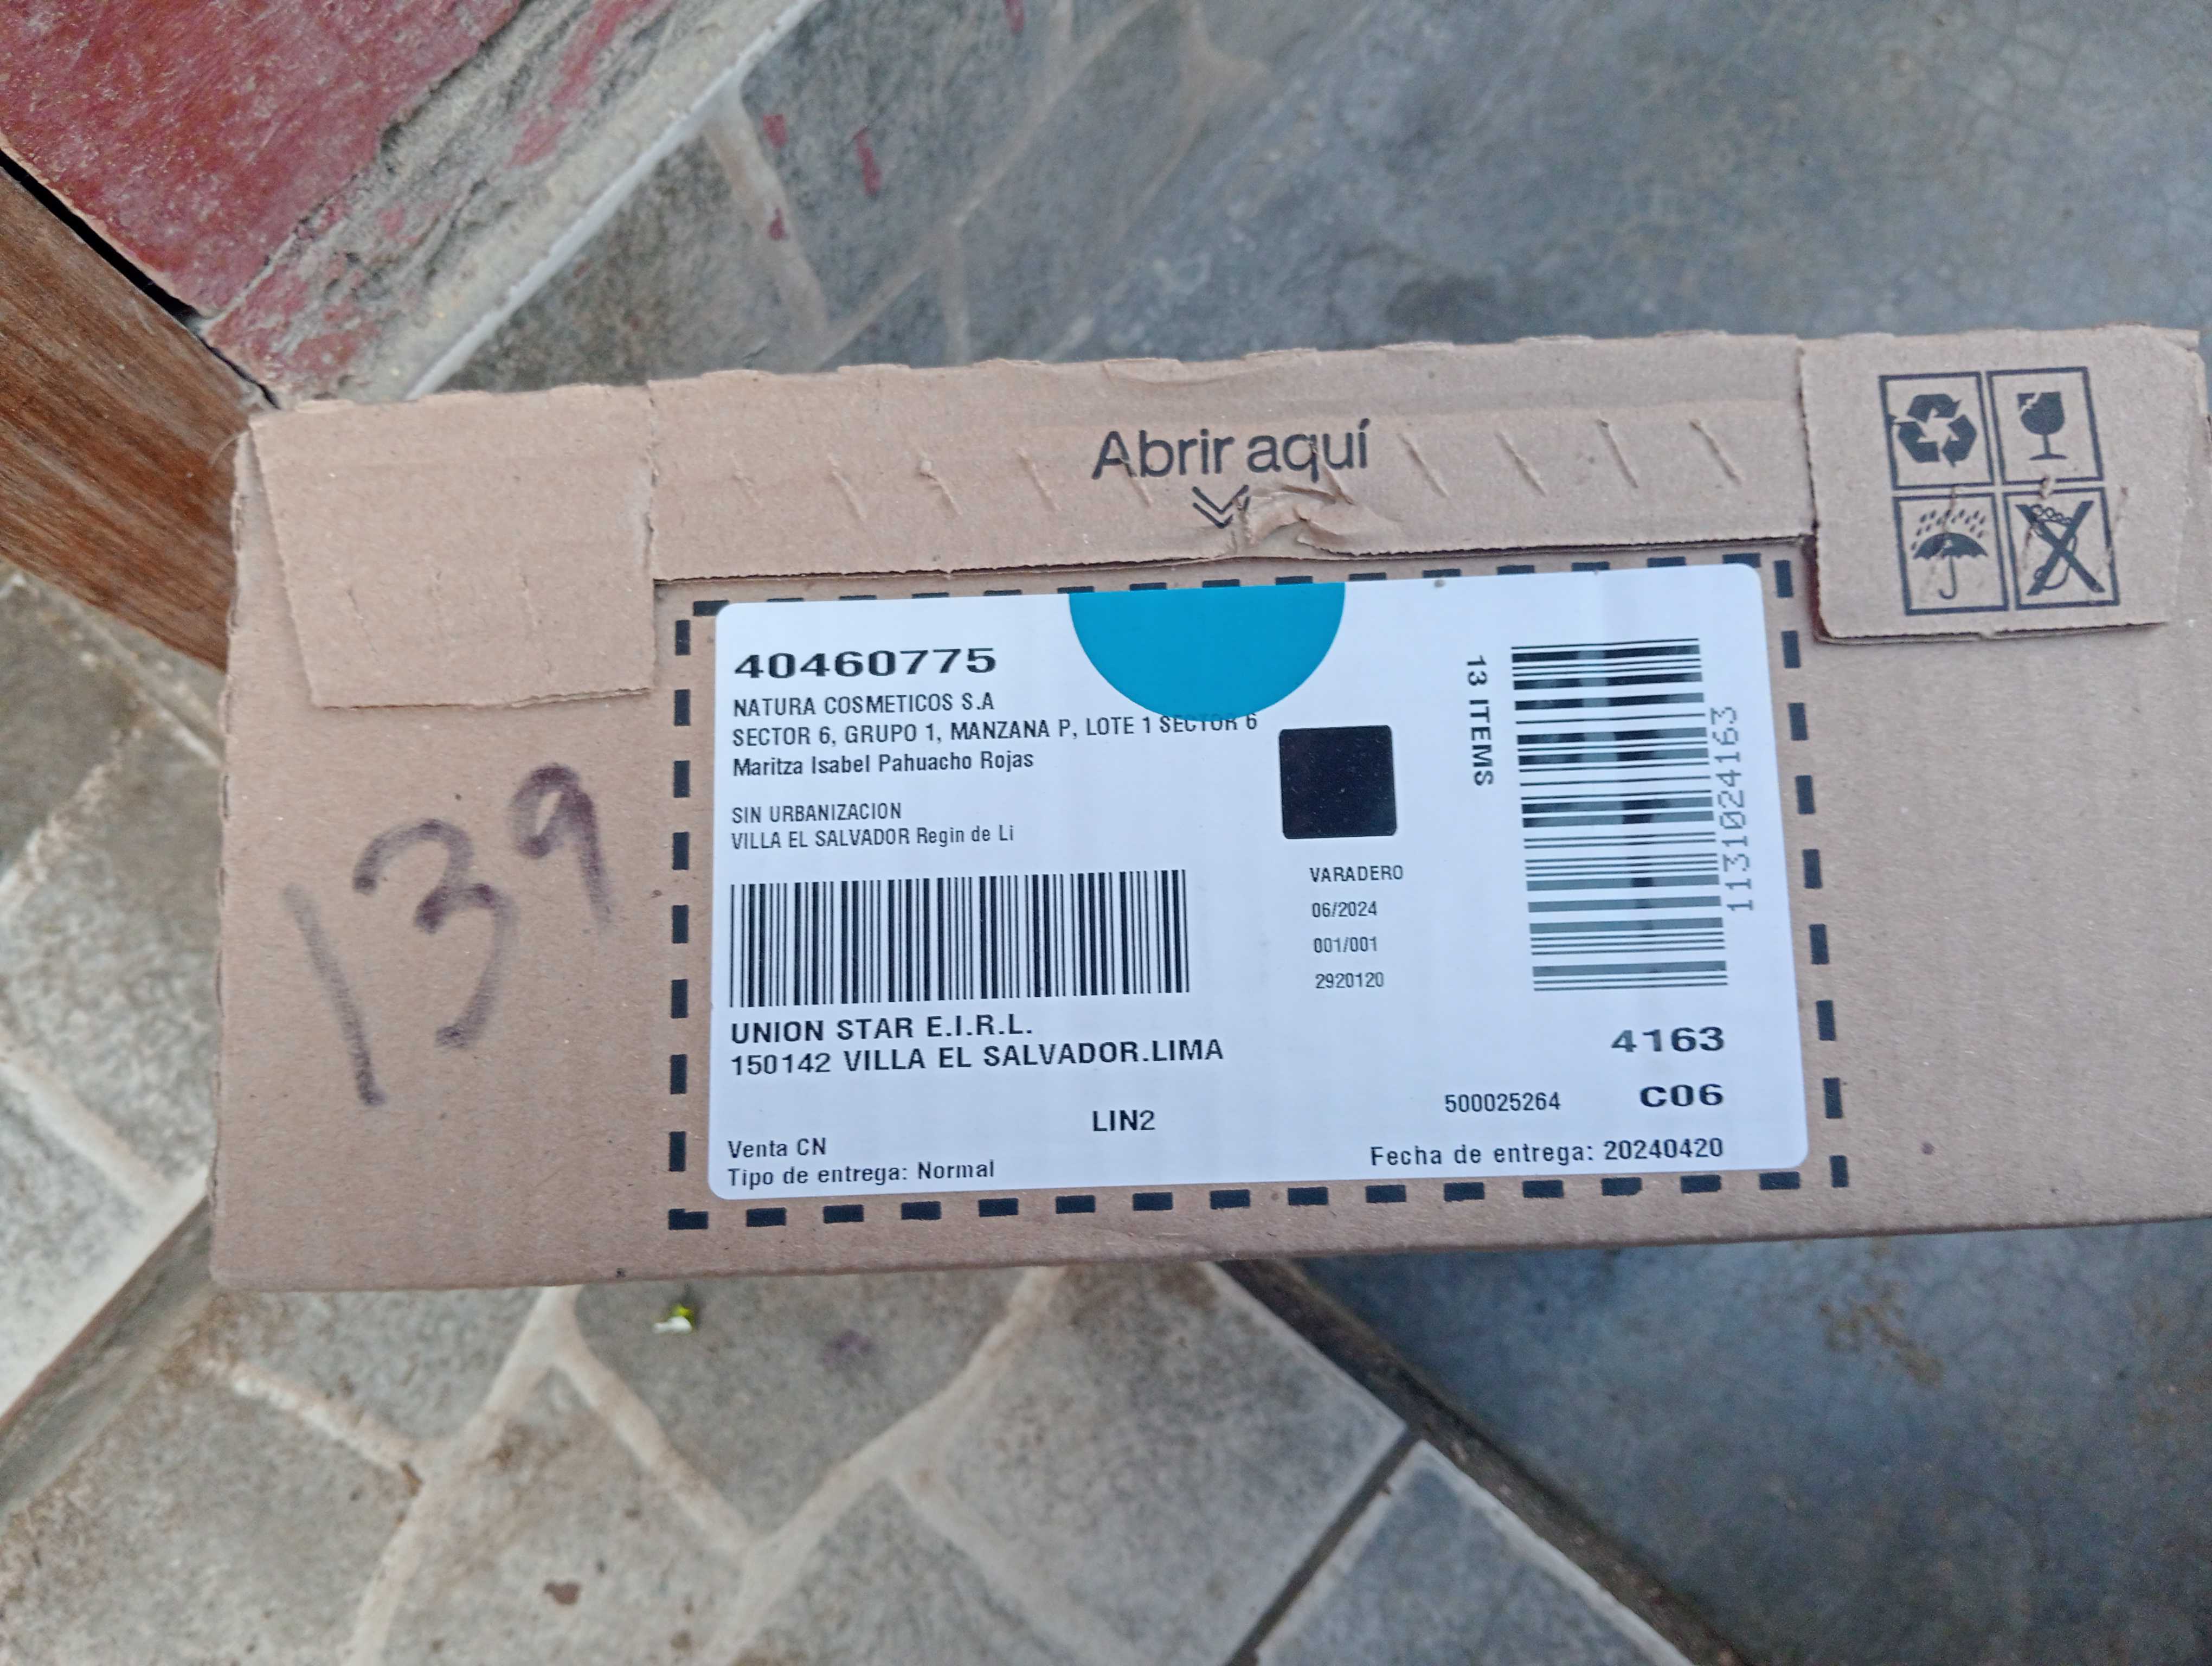 Abrir aquí
139
40460775
NATURA COSMETICOS S.A
SECTOR 6, GRUPO 1, MANZANA P, LOTE 1 SECTOR 6
Maritza Isabel Pahuacho Rojas
SIN URBANIZACION
VILLA EL SALVADOR Regin de Li
13 ITEMS
1131024163
VARADERO
06/2024
001/001
2920120
UNION STAR E.I.R.L.
150142 VILLA EL SALVADOR.LIMA
4163
LIN2
500025264 C06
Venta CN
Tipo de entrega: Normal
Fecha de entrega: 20240420